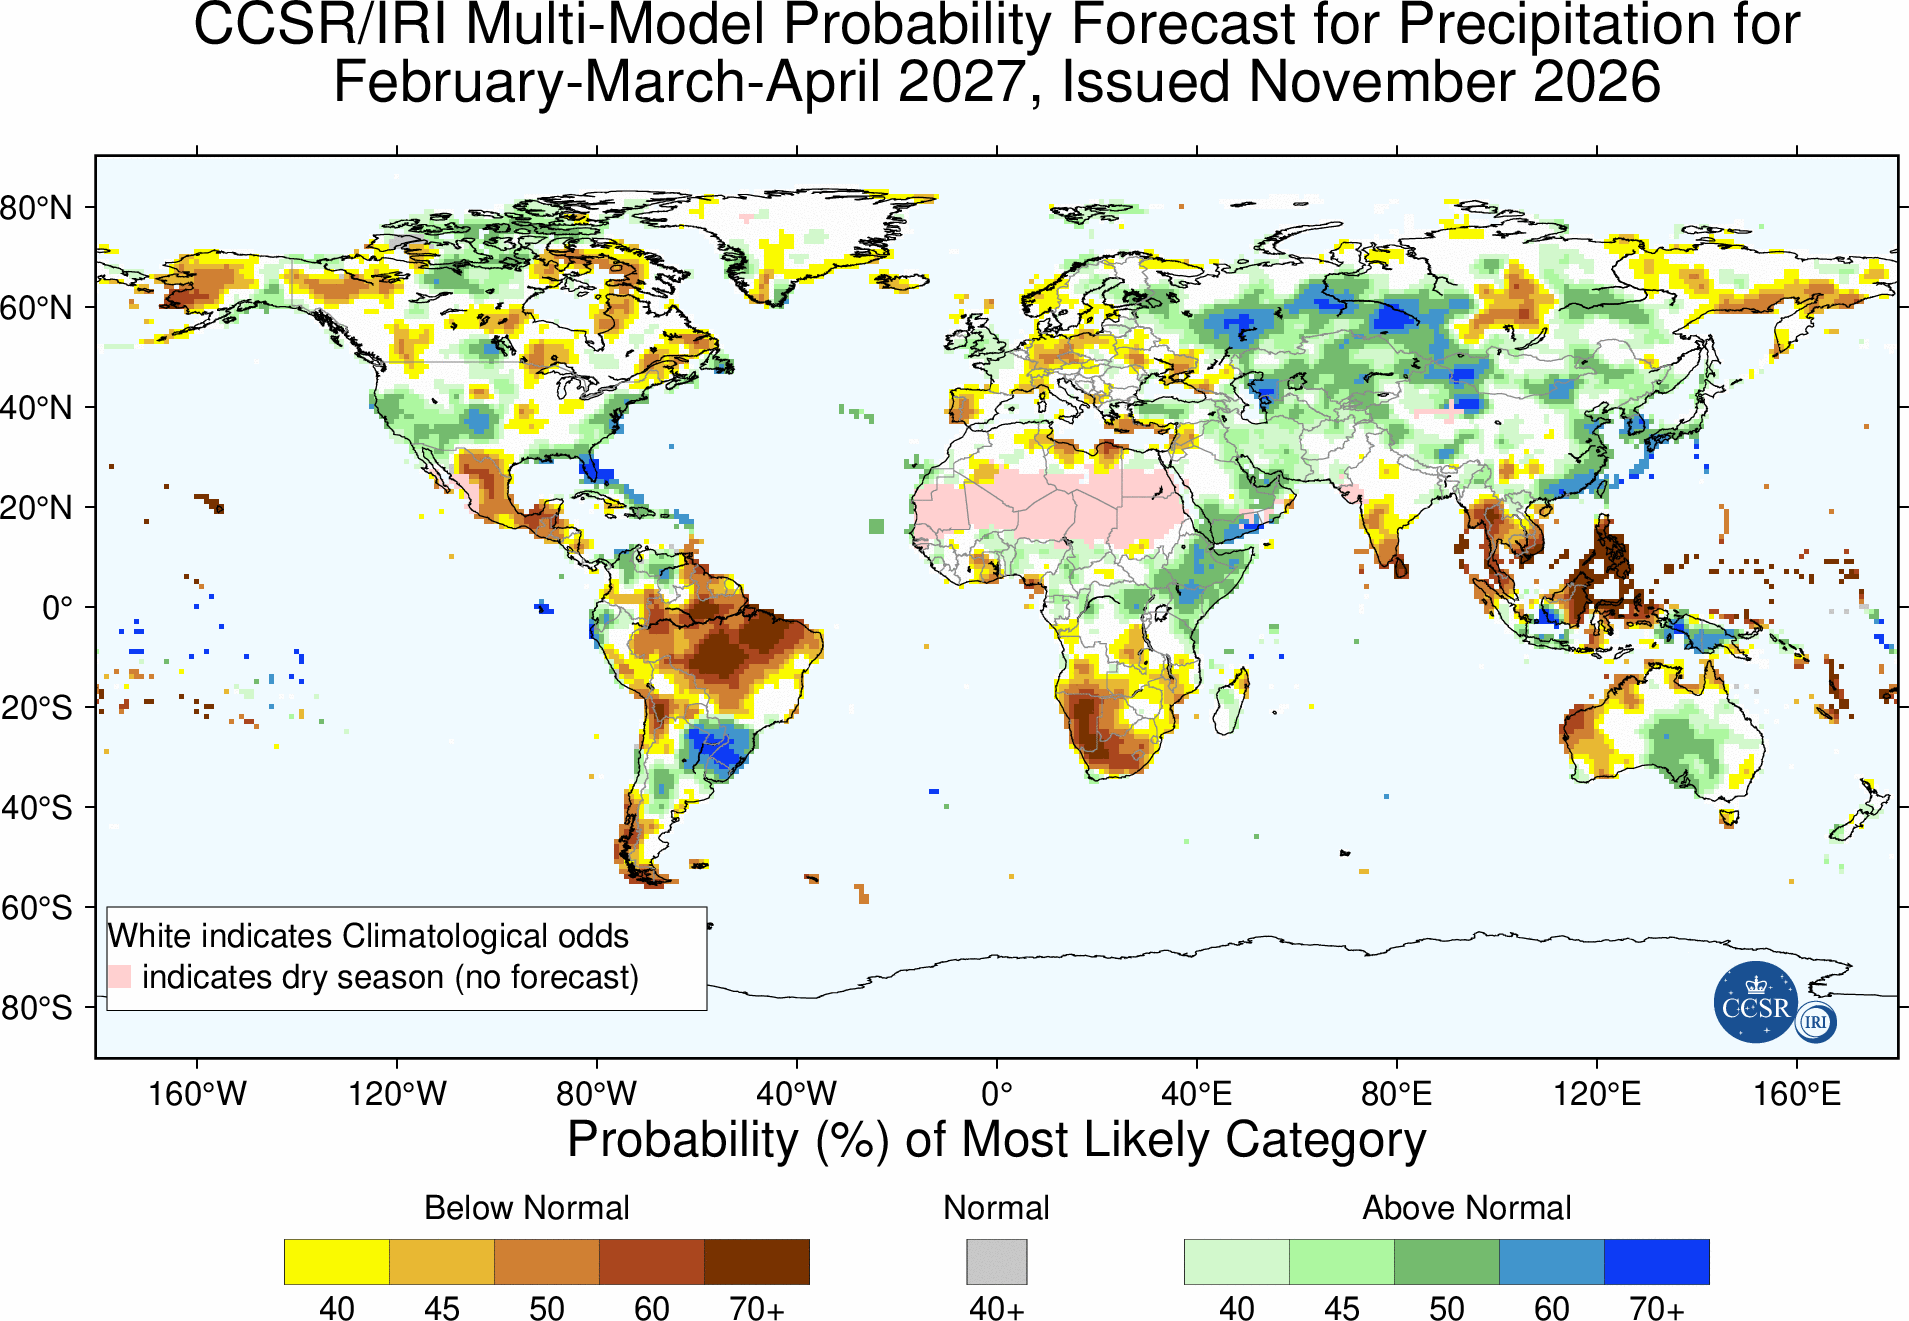 CCSR/IRI Multi-Model Probability Forecast for Precipitation for
February-March-April 2027, Issued November 2026
80°N
60°N
40°N
20°N
0°
20°S
40°S
60°S
80°S
White indicates Climatological odds
indicates dry season (no forecast)
CCSR
IRI
160°W 120°W 80°W 40°W 0° 40°E 80°E 120°E 160°E
Probability (%) of Most Likely Category
Below Normal Normal Above Normal
40 45 50 60 70+ 40+ 40 45 50 60 70+